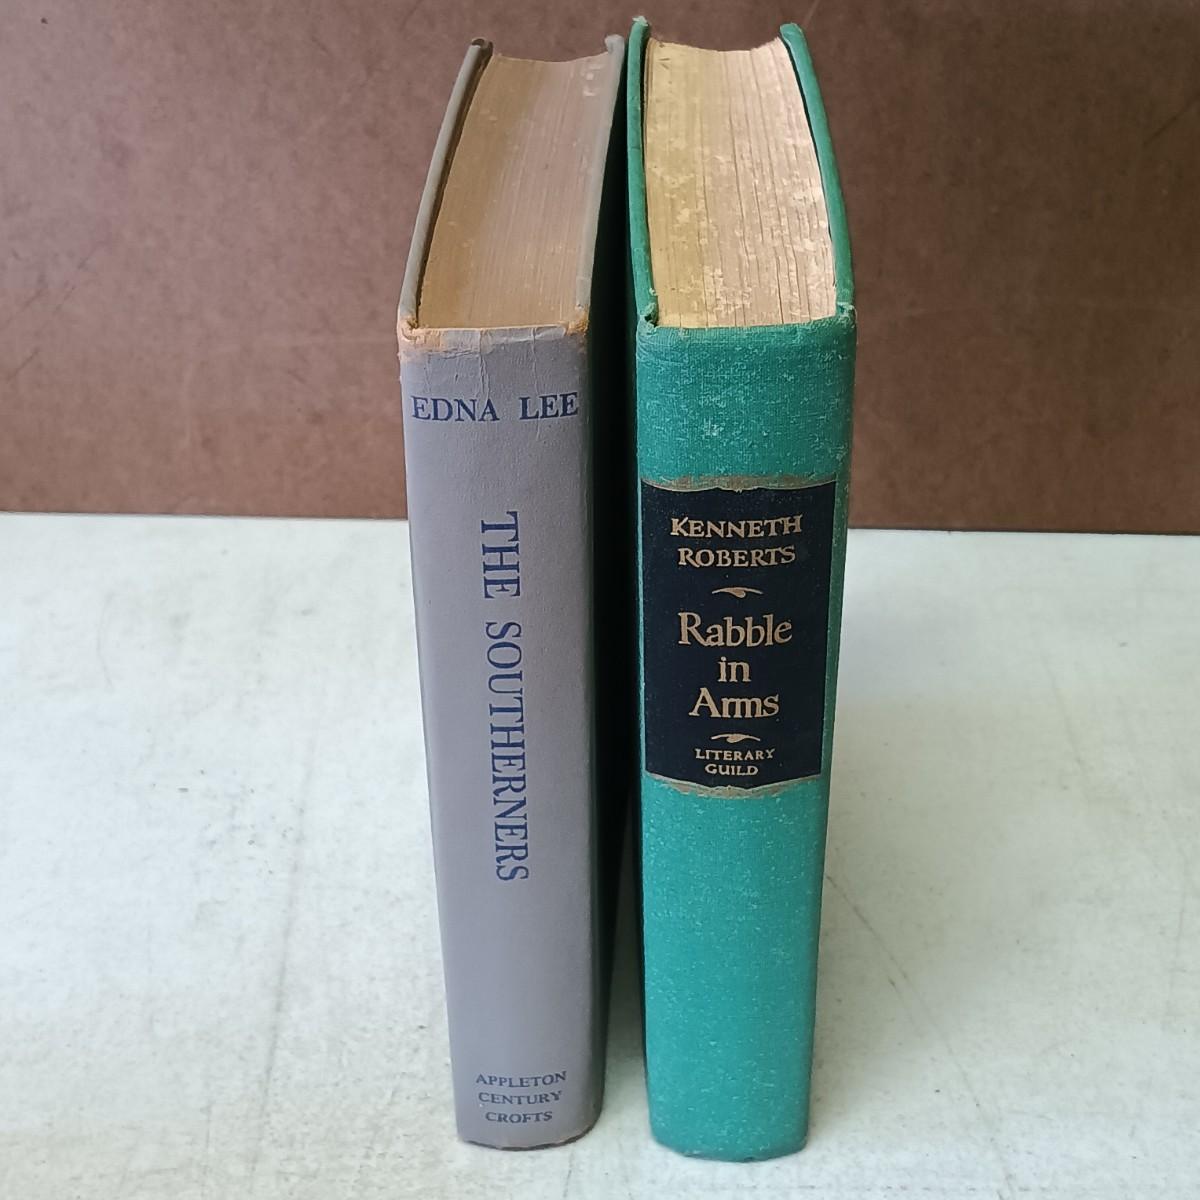 EDNA LEE
THE SOUTHERNERS
APPLETON
CENTURY
CROFTS
KENNETH
ROBERTS
Rabble
in
Arms
LITERARY
GUILD